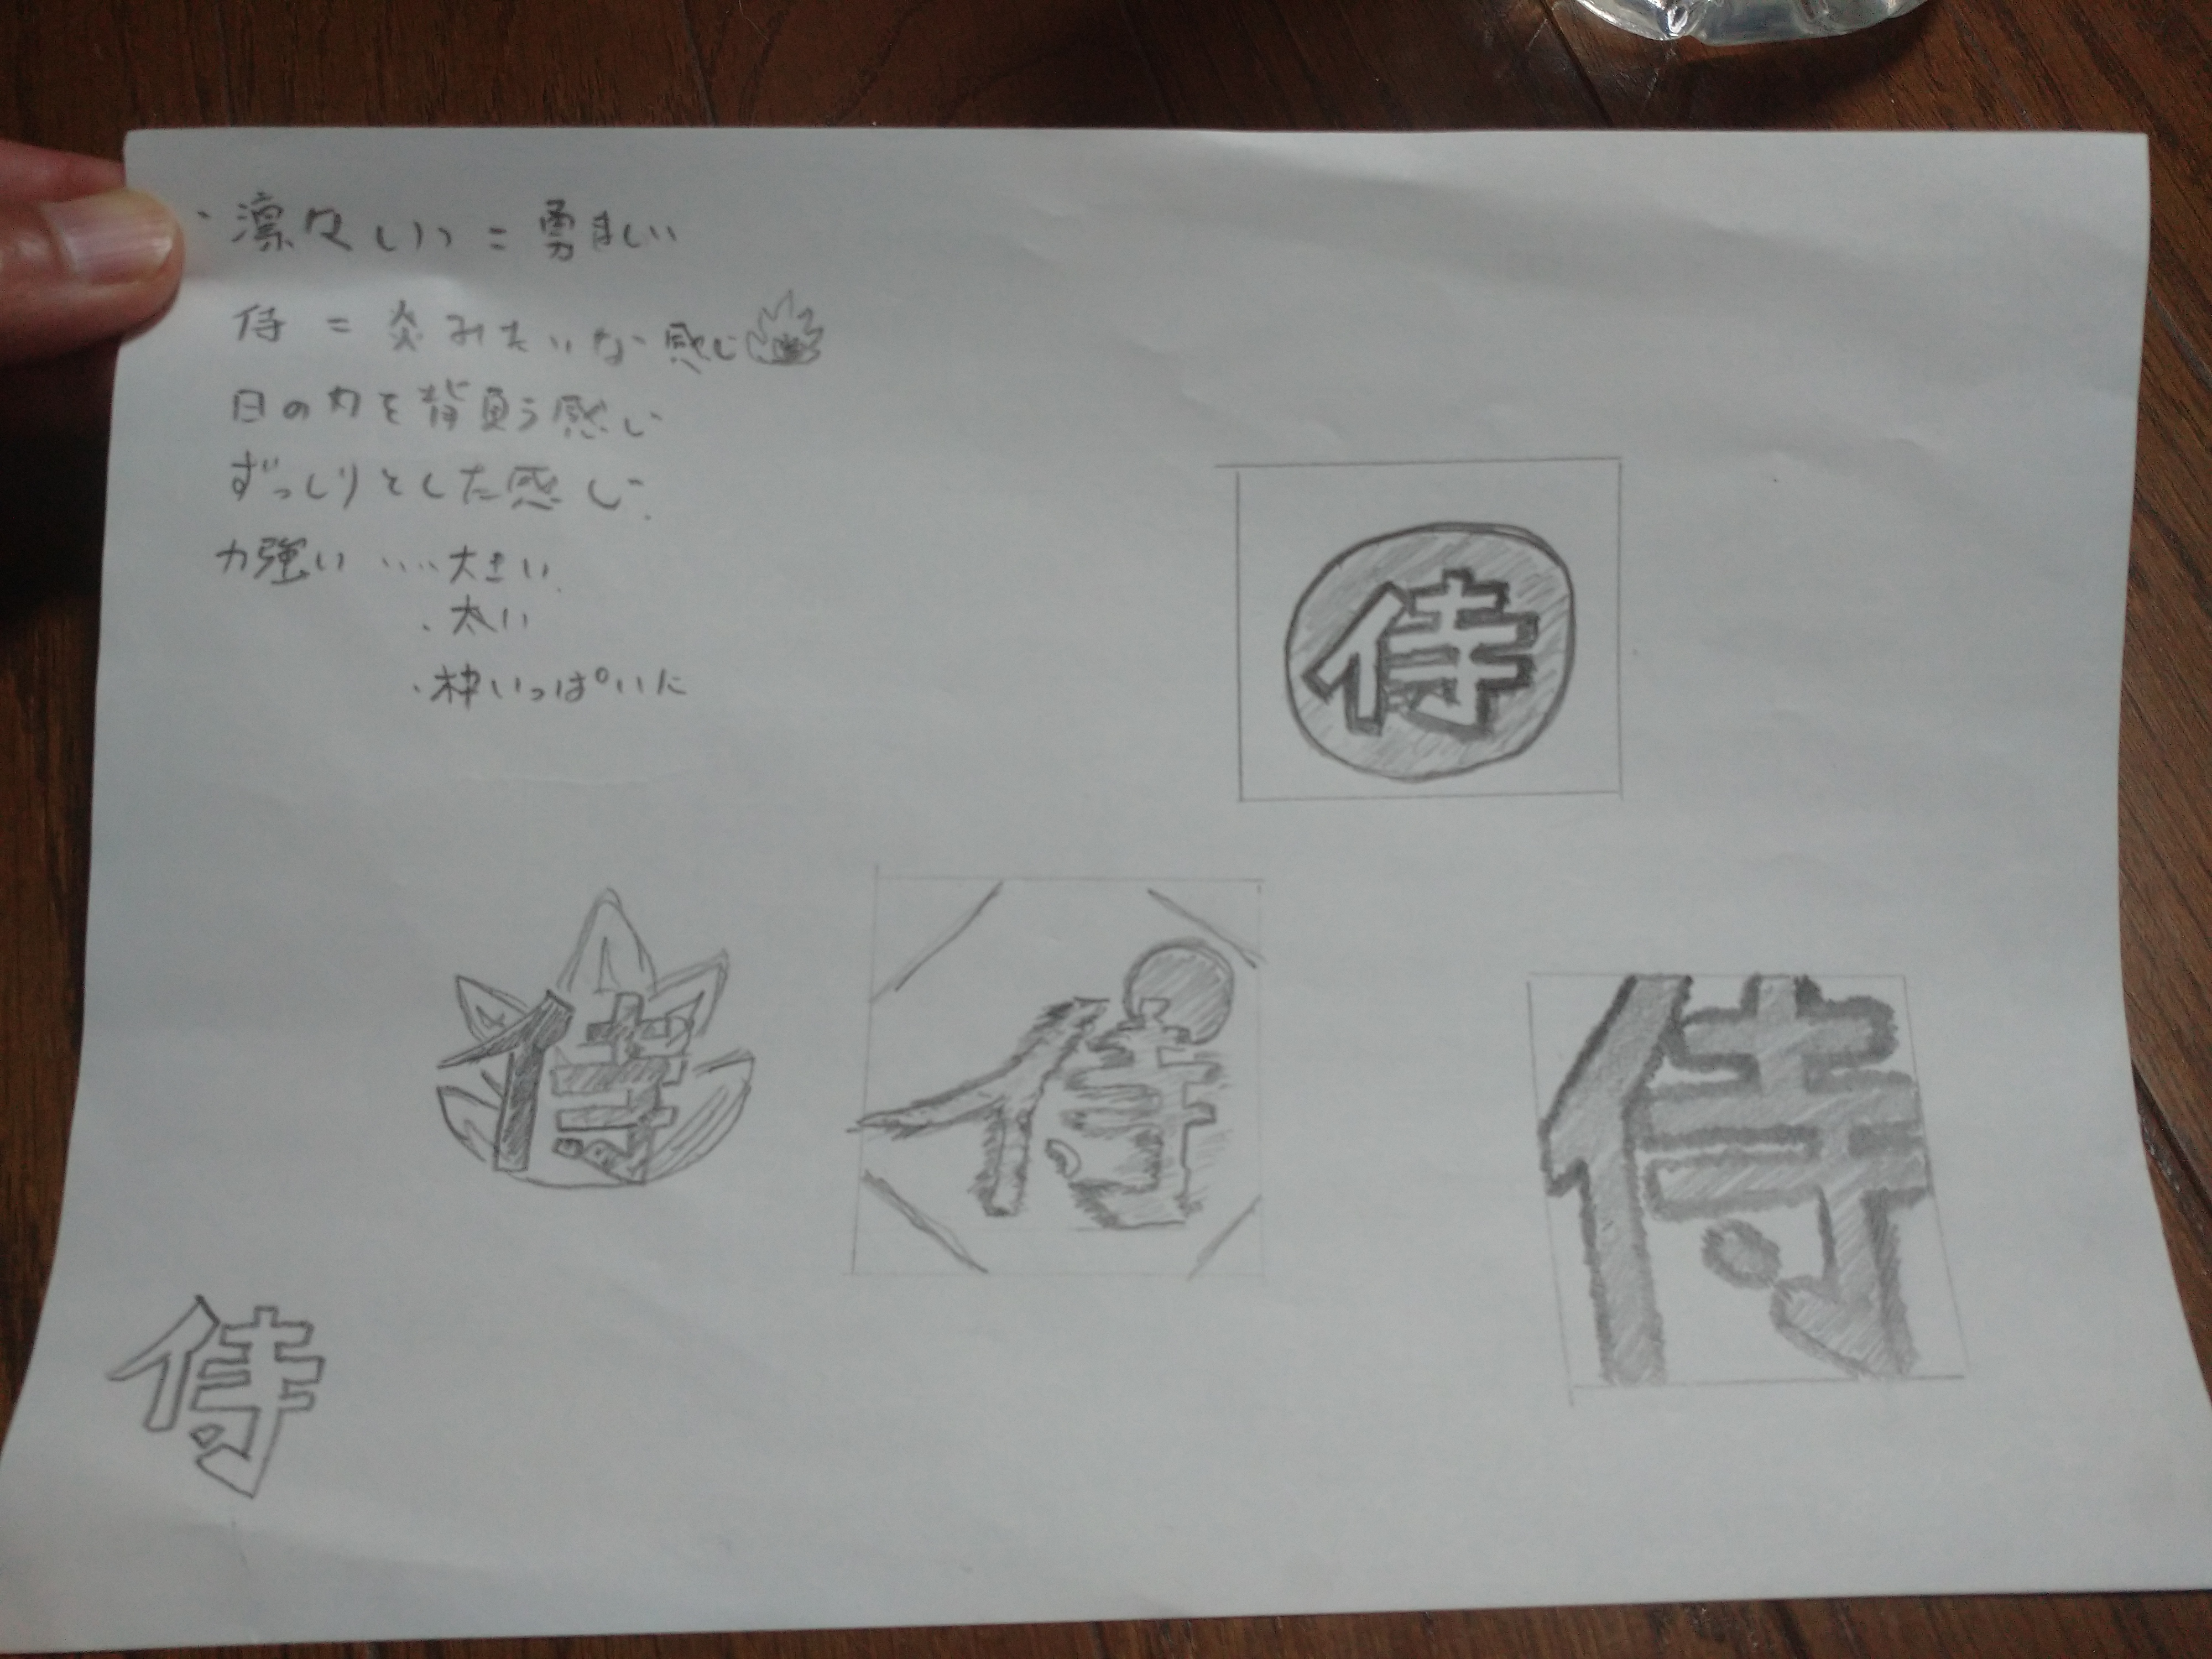 ・凛々しい=勇ましい
侍 = 炎みたいな感じ
日の丸を背負う感じ
ずっしりとした感じ.
力強い ‥‥大きい.
・太い
・枠いっぱいに
侍
侍
侍
侍
侍